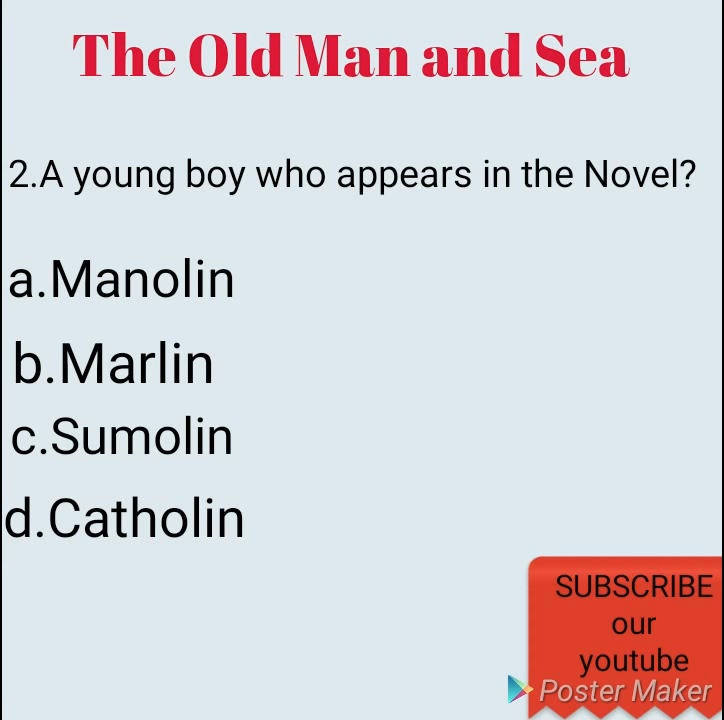 The Old Man and Sea
2.A young boy who appears in the Novel?
a.Manolin
b.Marlin
c.Sumolin
d.Catholin
SUBSCRIBE
our
youtube
Poster Maker